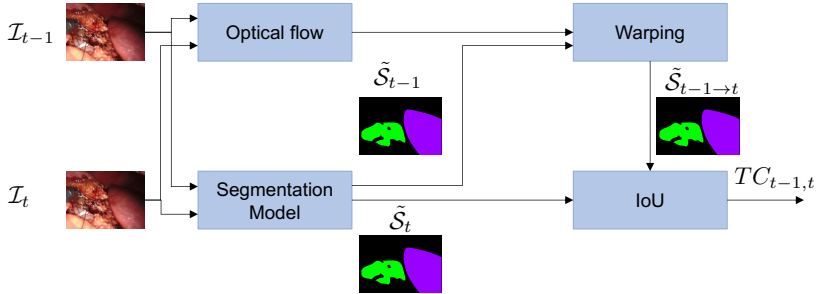 I_{t-1}
Optical flow
Warping
S̃_{t-1}
S̃_{t-1→t}
I_t
Segmentation
Model
IoU
TC_{t-1,t}
S̃_t